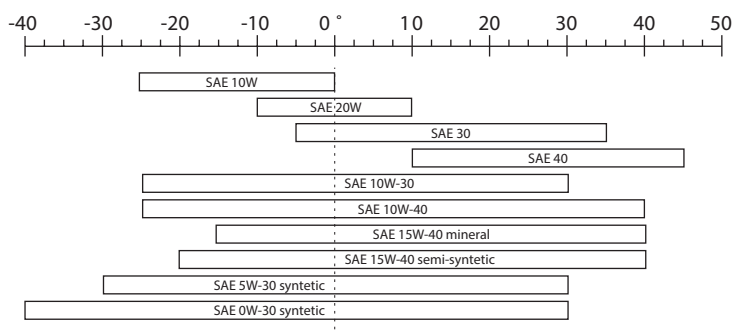 -40 -30 -20 -10 0 ° 10 20 30 40 50
SAE 10W
SAE 20W
SAE 30
SAE 40
SAE 10W-30
SAE 10W-40
SAE 15W-40 mineral
SAE 15W-40 semi-syntetic
SAE 5W-30 syntetic
SAE 0W-30 syntetic